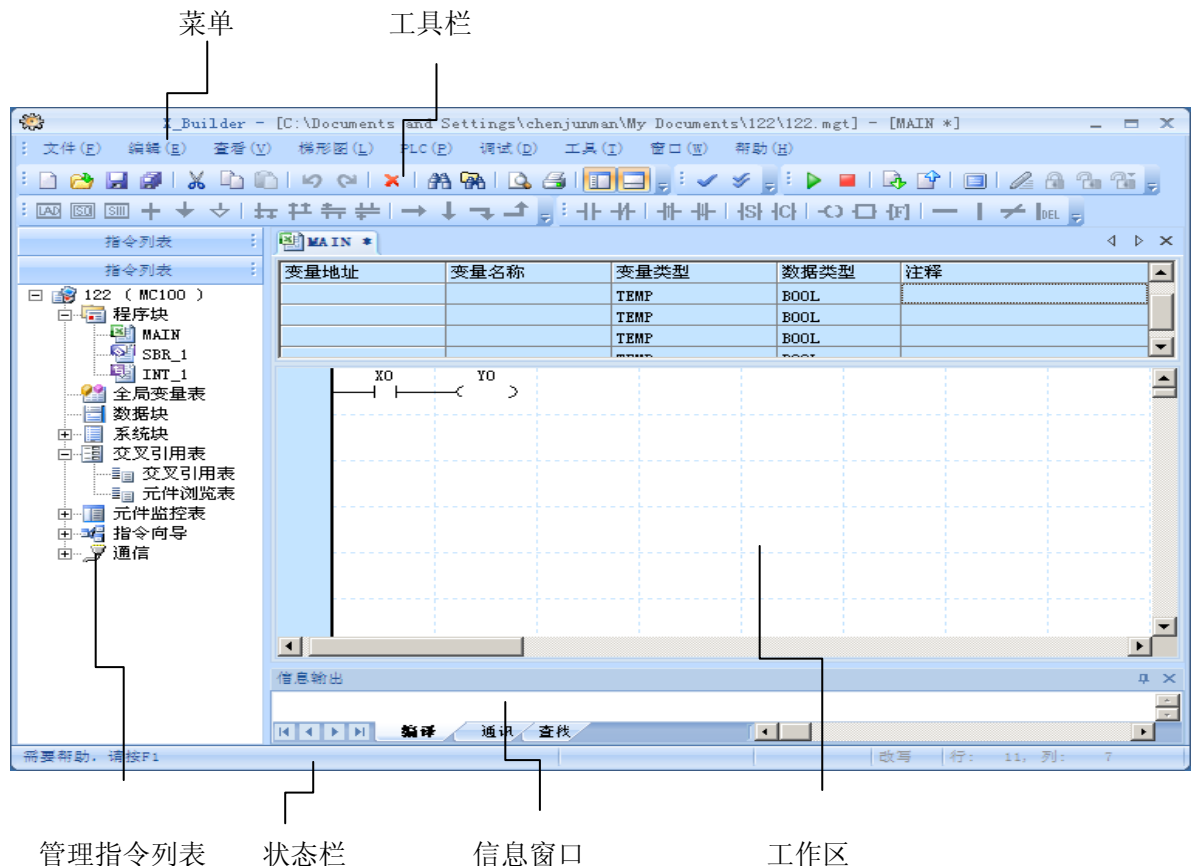 菜单
工具栏
X_Builder - [C:\Documents and Settings\chenjunman\My Documents\122\122.mgt] - [MAIN *]
文件(F) 编辑(E) 查看(V) 梯形图(L) PLC(P) 调试(D) 工具(T) 窗口(W) 帮助(H)
LAD
DEL
指令列表
MAIN *
指令列表
变量地址 变量名称 变量类型 数据类型 注释
122 ( MC100 )
TEMP BOOL
程序块
TEMP BOOL
MAIN
TEMP BOOL
SBR_1
TEMP BOOL
INT_1
X0 Y0
全局变量表
数据块
系统块
交叉引用表
交叉引用表
元件浏览表
元件监控表
指令向导
通信
信息输出
编译 通讯 查找
需要帮助，请按F1
改写 行: 11, 列: 7
管理指令列表
状态栏
信息窗口
工作区